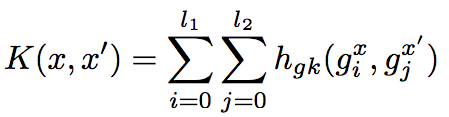 K(x, x′) = \sum_{i=0}^{l_1} \sum_{j=0}^{l_2} h_{gk}(g_i^x, g_j^{x′})